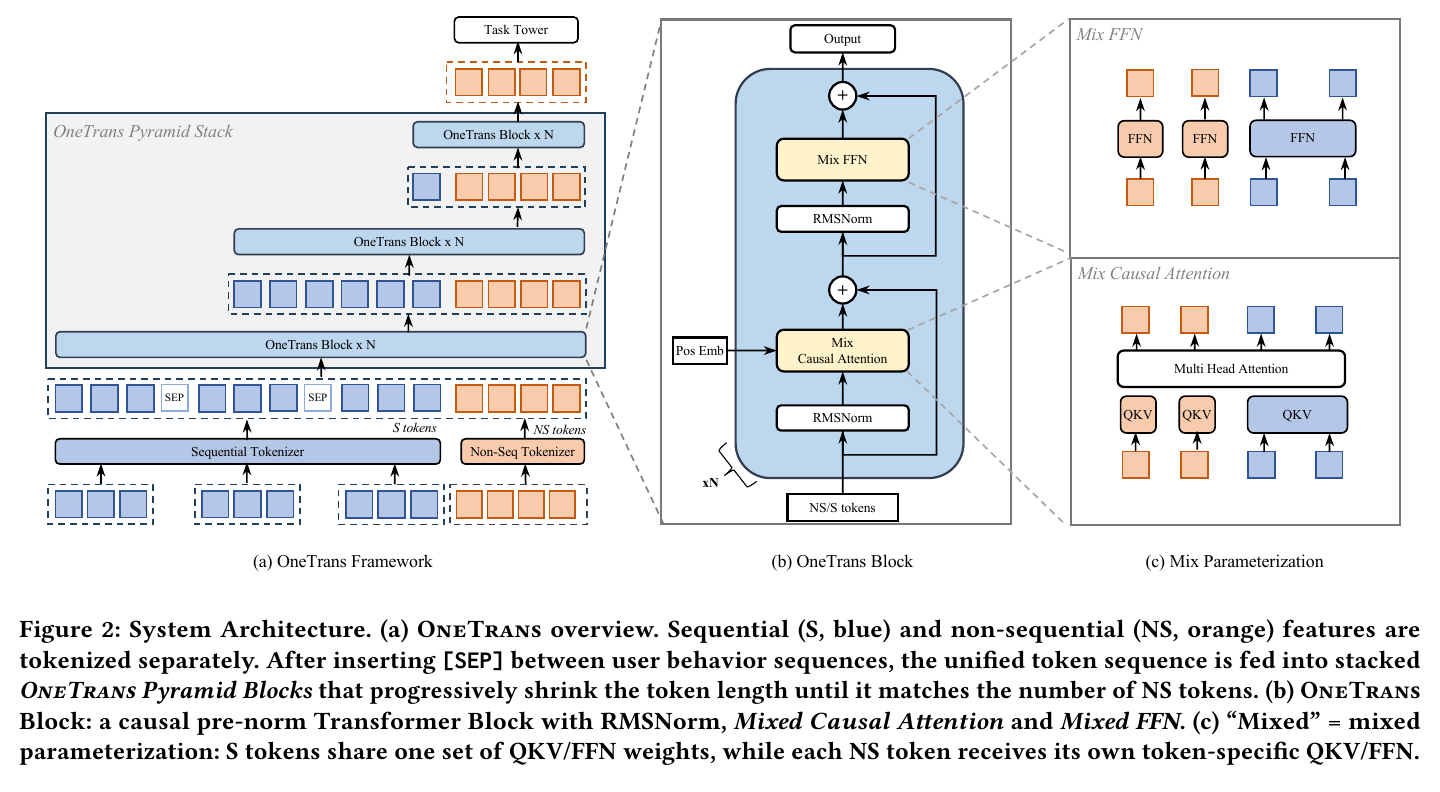 Task Tower
OneTrans Pyramid Stack
OneTrans Block x N
OneTrans Block x N
OneTrans Block x N
SEP
SEP
S tokens
NS tokens
Sequential Tokenizer
Non-Seq Tokenizer
(a) OneTrans Framework
Output
+
Mix FFN
RMSNorm
+
Pos Emb
Mix
Causal Attention
RMSNorm
xN
NS/S tokens
(b) OneTrans Block
Mix FFN
FFN
FFN
FFN
Mix Causal Attention
Multi Head Attention
QKV
QKV
QKV
(c) Mix Parameterization
Figure 2: System Architecture. (a) OneTrans overview. Sequential (S, blue) and non-sequential (NS, orange) features are
tokenized separately. After inserting [SEP] between user behavior sequences, the unified token sequence is fed into stacked
OneTrans Pyramid Blocks that progressively shrink the token length until it matches the number of NS tokens. (b) OneTrans
Block: a causal pre-norm Transformer Block with RMSNorm, Mixed Causal Attention and Mixed FFN. (c) “Mixed” = mixed
parameterization: S tokens share one set of QKV/FFN weights, while each NS token receives its own token-specific QKV/FFN.